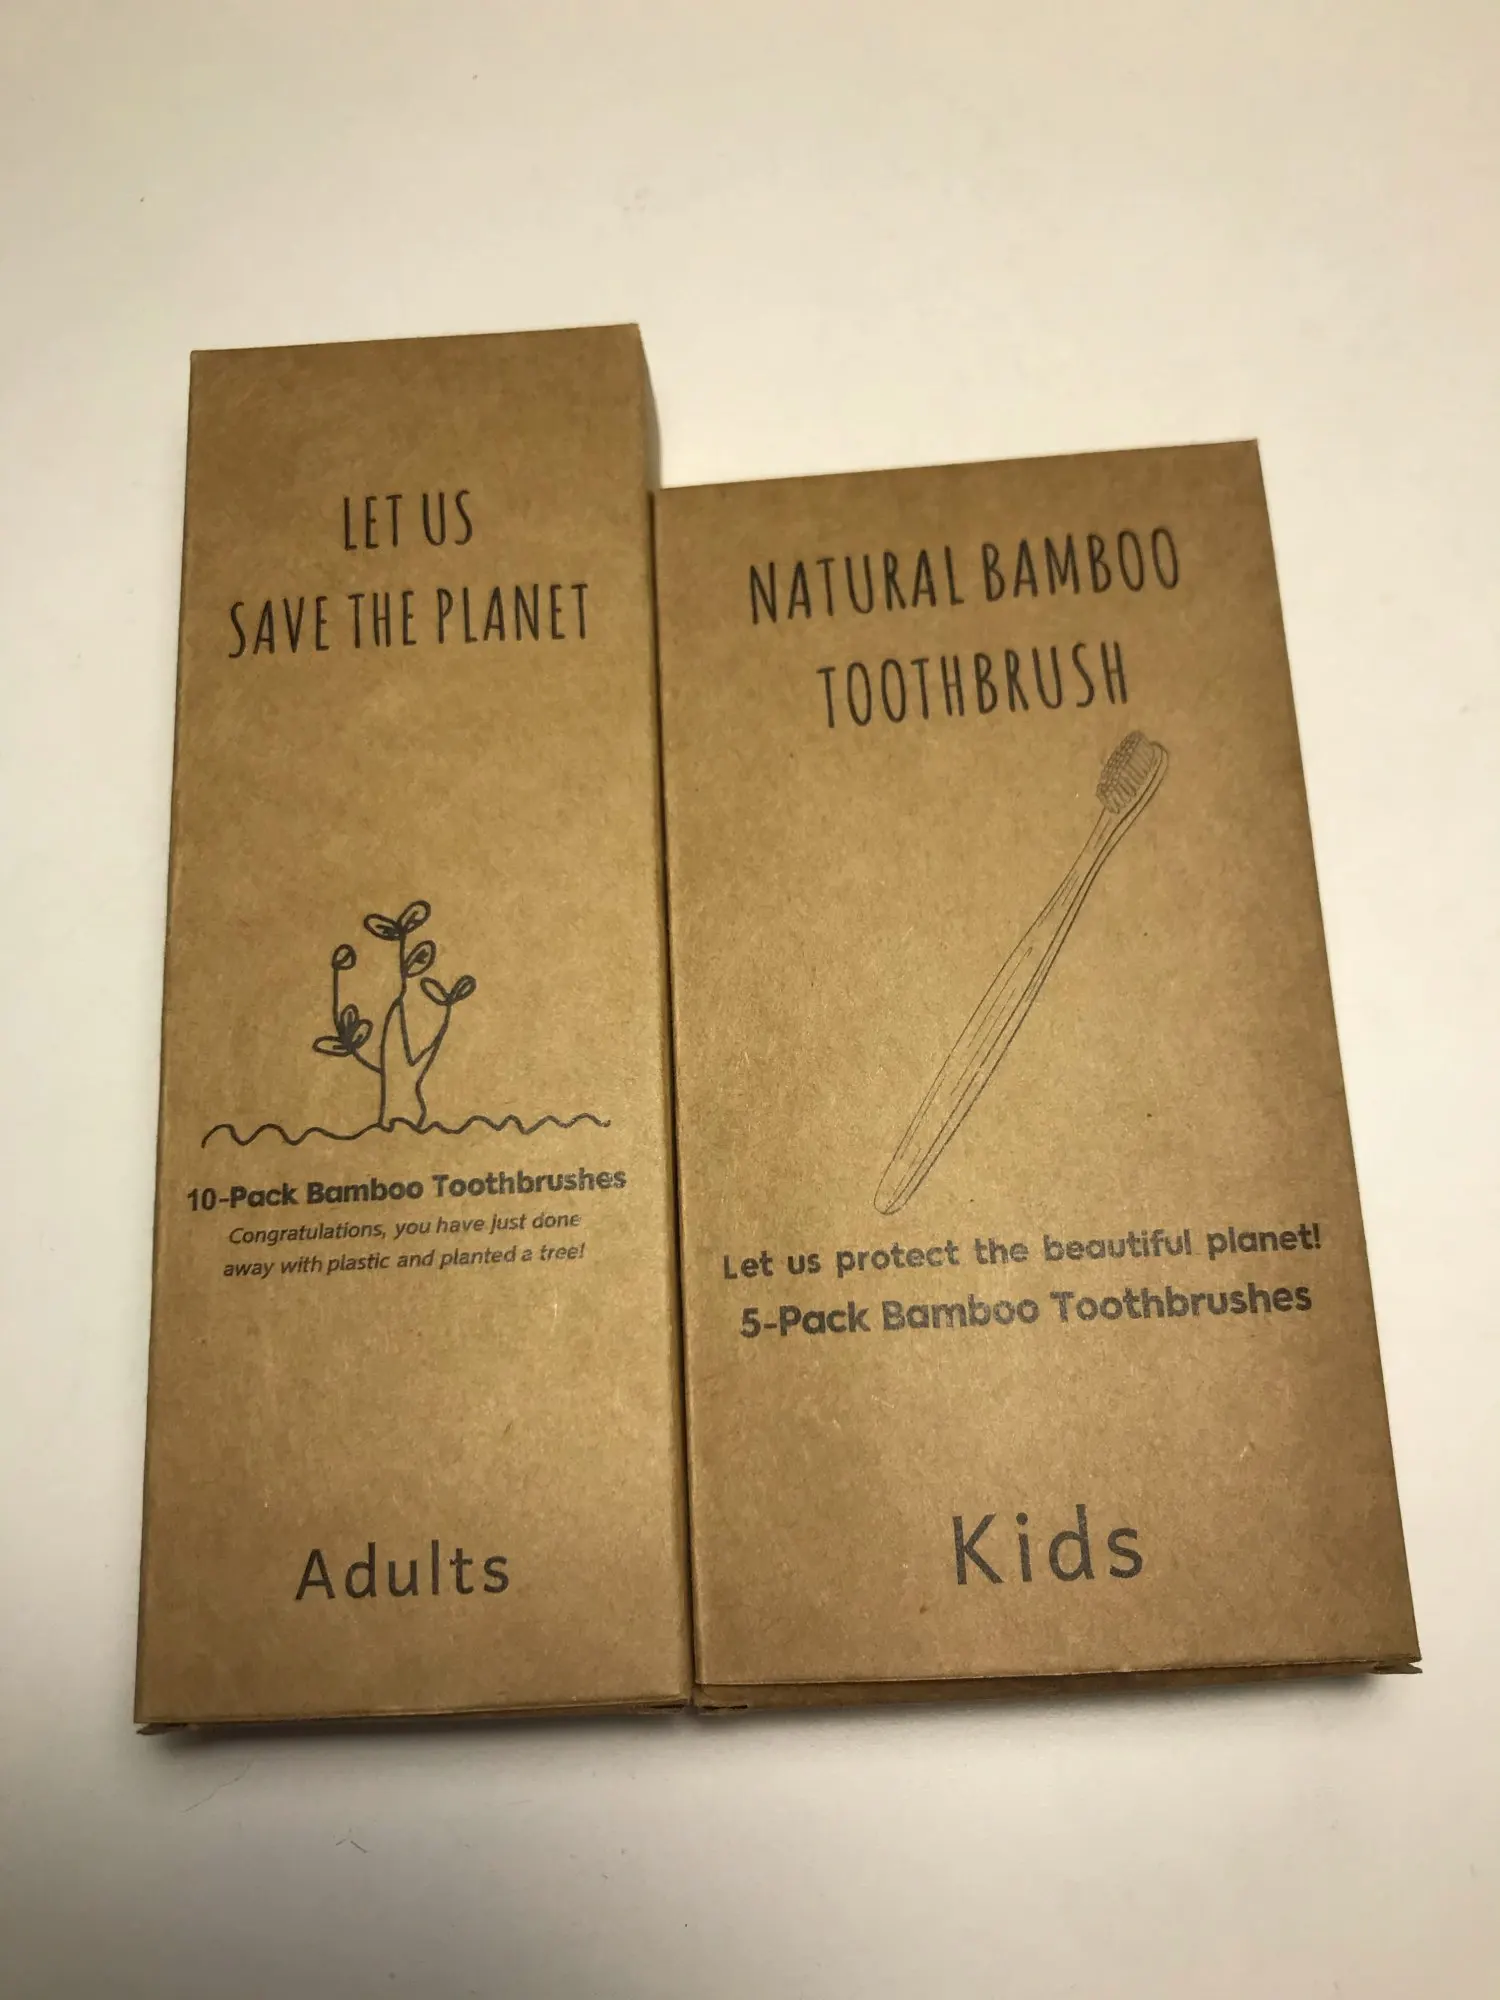 LET US
SAVE THE PLANET
10-Pack Bamboo Toothbrushes
Congratulations, you have just done
away with plastic and planted a tree!
Adults
NATURAL BAMBOO
TOOTHBRUSH
Let us protect the beautiful planet!
5-Pack Bamboo Toothbrushes
Kids